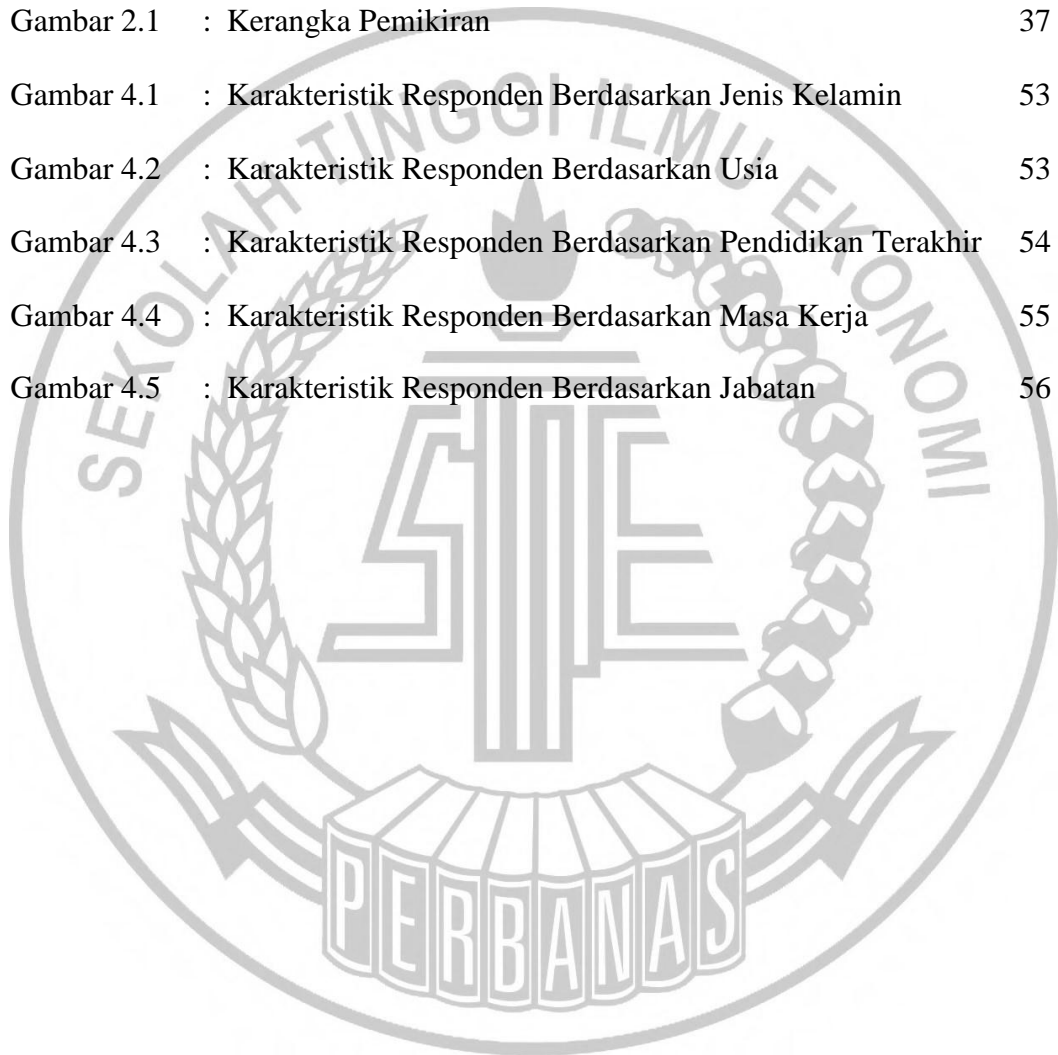 Gambar 2.1 : Kerangka Pemikiran 37
Gambar 4.1 : Karakteristik Responden Berdasarkan Jenis Kelamin 53
Gambar 4.2 : Karakteristik Responden Berdasarkan Usia 53
Gambar 4.3 : Karakteristik Responden Berdasarkan Pendidikan Terakhir 54
Gambar 4.4 : Karakteristik Responden Berdasarkan Masa Kerja 55
Gambar 4.5 : Karakteristik Responden Berdasarkan Jabatan 56
SEKOLAH TINGGI ILMU EKONOMI
STIE
PERBANAS